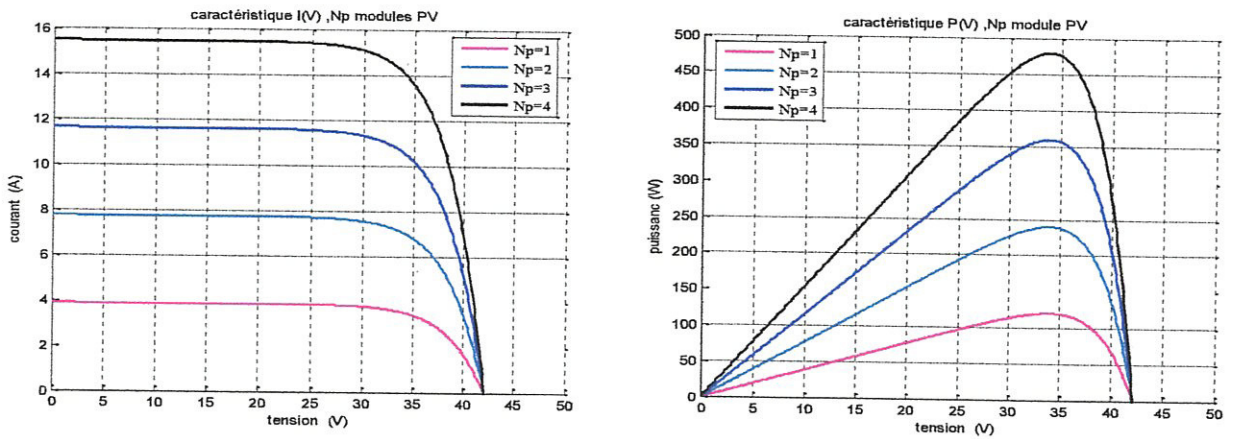 caractéristique I(V) ,Np modules PV
16
14
12
10
8
6
4
2
0
courant (A)
0 5 10 15 20 25 30 35 40 45 50
tension (V)
Np=1
Np=2
Np=3
Np=4
caractéristique P(V) ,Np module PV
500
450
400
350
300
250
200
150
100
50
0
puissanc (W)
0 5 10 15 20 25 30 35 40 45 50
tension (V)
Np=1
Np=2
Np=3
Np=4